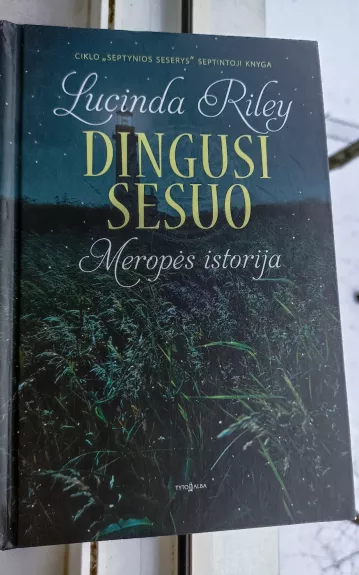 CIKLO „SEPTYNIOS SESERYS“ SEPTINTOJI KNYGA
Lucinda Riley
DINGUSI
SESUO
Meropės istorija
TYTO ALBA